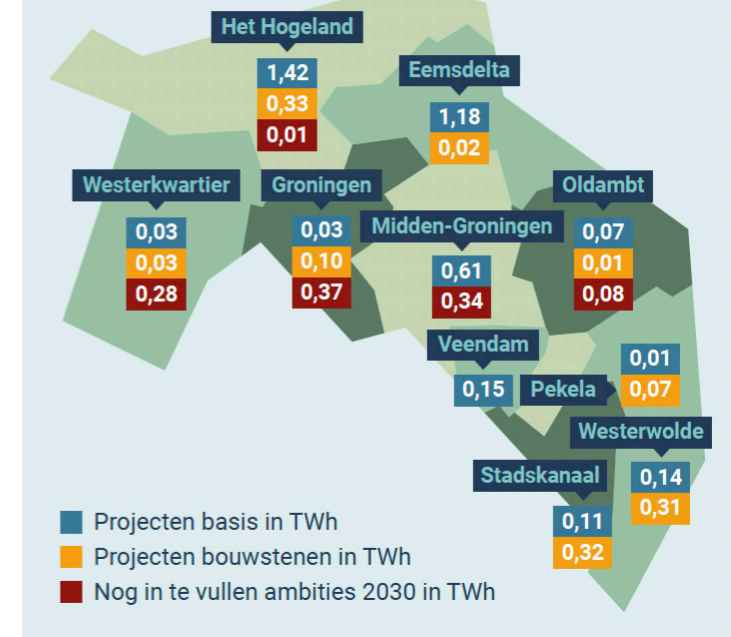 Het Hogeland
1,42
0,33
0,01
Eemsdelta
1,18
0,02
Westerkwartier
0,03
0,03
0,28
Groningen
0,03
0,10
0,37
Midden-Groningen
0,61
0,34
Oldambt
0,07
0,01
0,08
Veendam
0,15
Pekela
0,01
0,07
Westerwolde
0,14
0,31
Stadskanaal
0,11
0,32
Projecten basis in TWh
Projecten bouwstenen in TWh
Nog in te vullen ambities 2030 in TWh